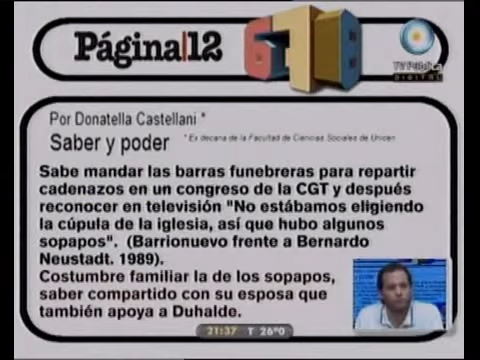 Página|12
678
TV Pública
DIGITAL
Por Donatella Castellani *
Saber y poder
* Ex decana de la Facultad de Ciencias Sociales de Unicen
Sabe mandar las barras funebreras para repartir
cadenazos en un congreso de la CGT y después
reconocer en televisión "No estábamos eligiendo
la cúpula de la iglesia, así que hubo algunos
sopapos". (Barrionuevo frente a Bernardo
Neustadt. 1989).
Costumbre familiar la de los sopapos,
saber compartido con su esposa que
también apoya a Duhalde.
21:37 T 26º0